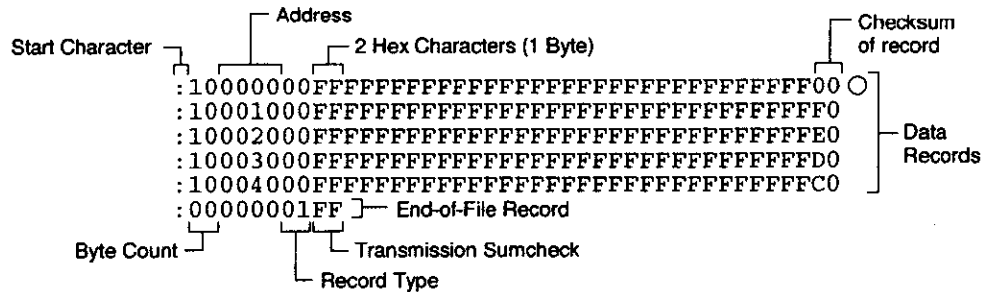 Address
Checksum
of record
Start Character
2 Hex Characters (1 Byte)
:10000000FFFFFFFFFFFFFFFFFFFFFFFFFFFFFFFF00
:10001000FFFFFFFFFFFFFFFFFFFFFFFFFFFFFFFFF0
:10002000FFFFFFFFFFFFFFFFFFFFFFFFFFFFFFFFE0
:10003000FFFFFFFFFFFFFFFFFFFFFFFFFFFFFFFFD0
:10004000FFFFFFFFFFFFFFFFFFFFFFFFFFFFFFFFC0
Data
Records
:00000001FF
End-of-File Record
Byte Count
Transmission Sumcheck
Record Type